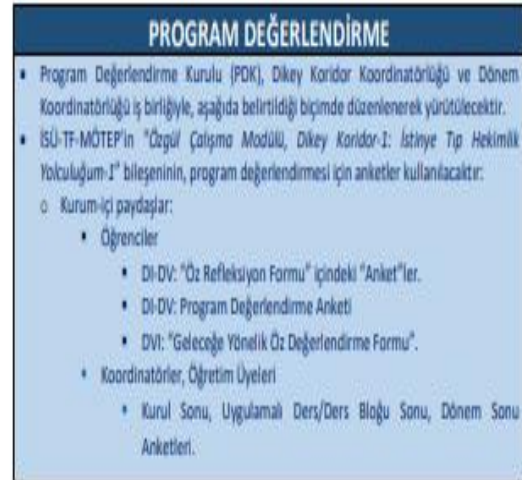 PROGRAM DEĞERLENDİRME
• Program Değerlendirme Kurulu (PDK), Dikey Koridor Koordinatörlüğü ve Dönem
Koordinatörlüğü iş birliğiyle, aşağıda belirtildiği biçimde düzenlenerek yürütülecektir.
• İSÜ-TF-MÖTEP'in "Özgül Çalışma Modülü, Dikey Koridor-1: İstinye Tıp Hekimlik
Yolculuğum-1" bileşeninin, program değerlendirmesi için anketler kullanılacaktır:
o Kurum-içi paydaşlar:
▪ Öğrenciler
▪ DI-DV: "Öz Refleksiyon Formu" içindeki "Anket"ler.
▪ DI-DV: Program Değerlendirme Anketi
▪ DVI: "Geleceğe Yönelik Öz Değerlendirme Formu".
• Koordinatörler, Öğretim Üyeleri
• Kurul Sonu, Uygulamalı Ders/Ders Bloğu Sonu, Dönem Sonu
Anketleri.